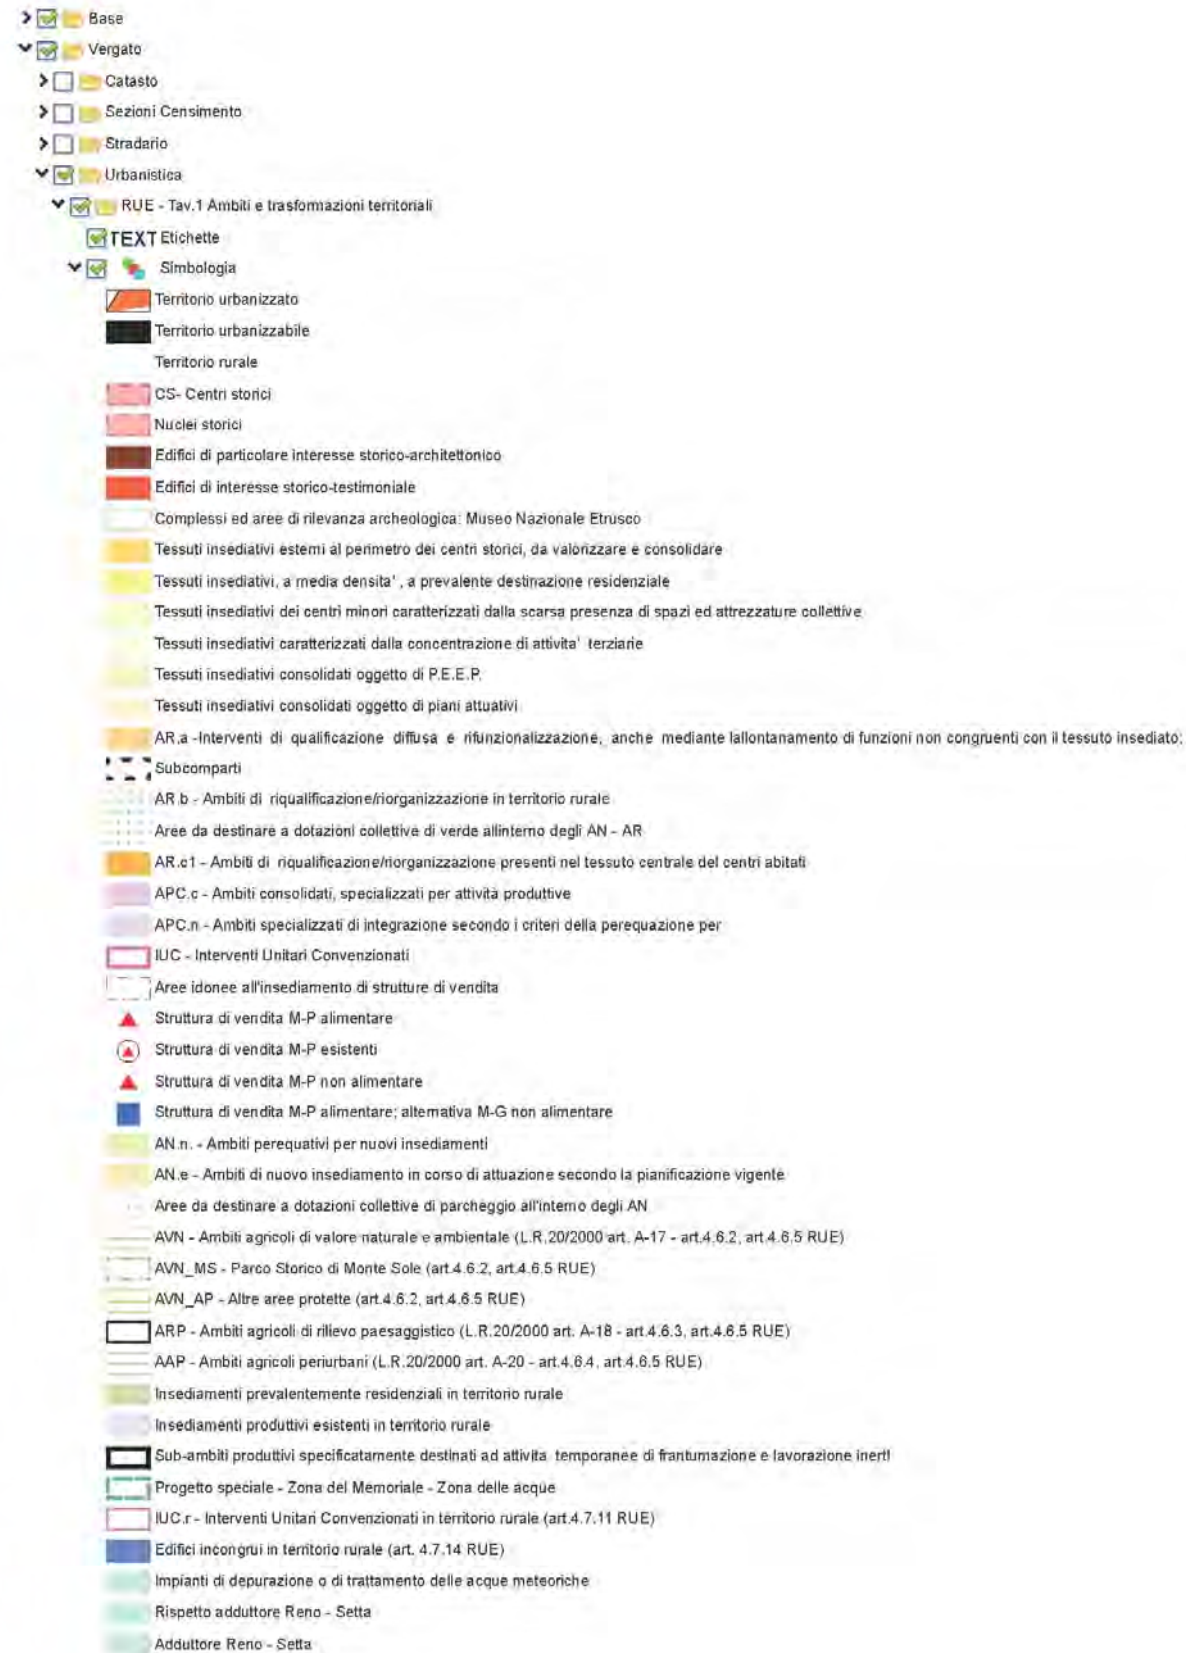 Base
Vergato
Catasto
Sezioni Censimento
Stradario
Urbanistica
RUE - Tav.1 Ambiti e trasformazioni territoriali
TEXT Etichette
Simbologia
Territorio urbanizzato
Territorio urbanizzabile
Territorio rurale
CS- Centri storici
Nuclei storici
Edifici di particolare interesse storico-architettonico
Edifici di interesse storico-testimoniale
Complessi ed aree di rilevanza archeologica: Museo Nazionale Etrusco
Tessuti insediativi esterni al perimetro dei centri storici, da valorizzare e consolidare
Tessuti insediativi, a media densita' , a prevalente destinazione residenziale
Tessuti insediativi dei centri minori caratterizzati dalla scarsa presenza di spazi ed attrezzature collettive
Tessuti insediativi caratterizzati dalla concentrazione di attivita' terziarie
Tessuti insediativi consolidati oggetto di P.E.E.P.
Tessuti insediativi consolidati oggetto di piani attuativi
AR.a -Interventi di qualificazione diffusa e rifunzionalizzazione, anche mediante lallontanamento di funzioni non congruenti con il tessuto insediato;
Subcomparti
AR.b - Ambiti di riqualificazione/riorganizzazione in territorio rurale
Aree da destinare a dotazioni collettive di verde allinterno degli AN - AR
AR.c1 - Ambiti di riqualificazione/riorganizzazione presenti nel tessuto centrale del centri abitati
APC.c - Ambiti consolidati, specializzati per attività produttive
APC.n - Ambiti specializzati di integrazione secondo i criteri della perequazione per
IUC - Interventi Unitari Convenzionati
Aree idonee all'insediamento di strutture di vendita
Struttura di vendita M-P alimentare
Struttura di vendita M-P esistenti
Struttura di vendita M-P non alimentare
Struttura di vendita M-P alimentare; alternativa M-G non alimentare
AN.n. - Ambiti perequativi per nuovi insediamenti
AN.e - Ambiti di nuovo insediamento in corso di attuazione secondo la pianificazione vigente
Aree da destinare a dotazioni collettive di parcheggio all'interno degli AN
AVN - Ambiti agricoli di valore naturale e ambientale (L.R.20/2000 art. A-17 - art.4.6.2, art.4.6.5 RUE)
AVN_MS - Parco Storico di Monte Sole (art.4.6.2, art.4.6.5 RUE)
AVN_AP - Altre aree protette (art.4.6.2, art.4.6.5 RUE)
ARP - Ambiti agricoli di rilievo paesaggistico (L.R.20/2000 art. A-18 - art.4.6.3, art.4.6.5 RUE)
AAP - Ambiti agricoli periurbani (L.R.20/2000 art. A-20 - art.4.6.4, art.4.6.5 RUE)
Insediamenti prevalentemente residenziali in territorio rurale
Insediamenti produttivi esistenti in territorio rurale
Sub-ambiti produttivi specificatamente destinati ad attivita temporanee di frantumazione e lavorazione inerti
Progetto speciale - Zona del Memoriale - Zona delle acque
IUC.r - Interventi Unitari Convenzionati in territorio rurale (art.4.7.11 RUE)
Edifici incongrui in territorio rurale (art. 4.7.14 RUE)
Impianti di depurazione o di trattamento delle acque meteoriche
Rispetto adduttore Reno - Setta
Adduttore Reno - Setta